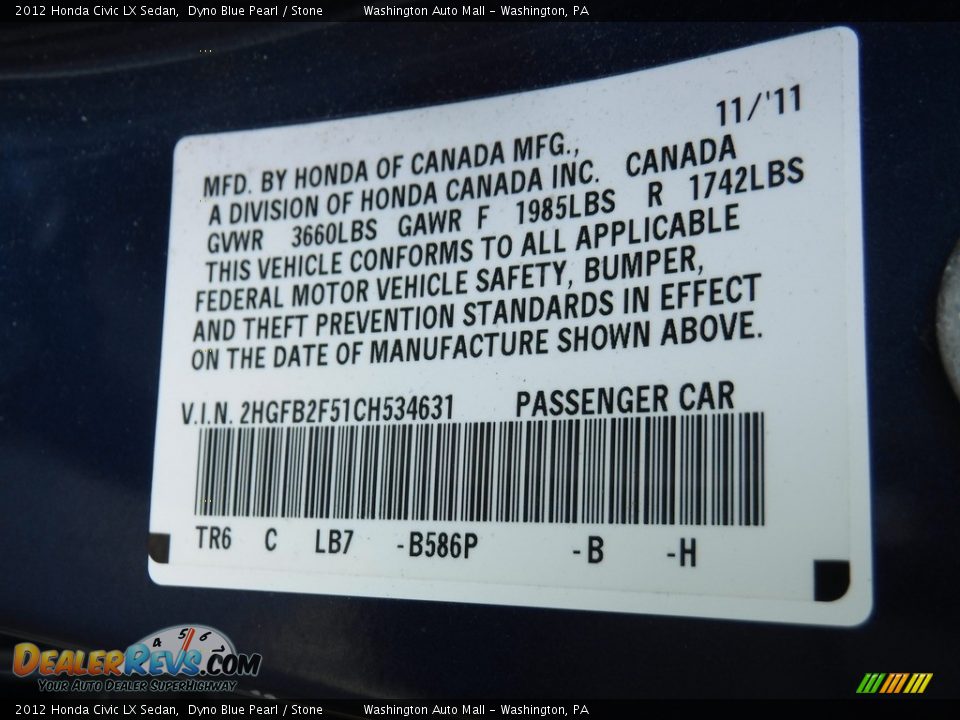 2012 Honda Civic LX Sedan, Dyno Blue Pearl / Stone Washington Auto Mall - Washington, PA
11/'11
MFD. BY HONDA OF CANADA MFG.,
A DIVISION OF HONDA CANADA INC. CANADA
GVWR 3660LBS GAWR F 1985LBS R 1742LBS
THIS VEHICLE CONFORMS TO ALL APPLICABLE
FEDERAL MOTOR VEHICLE SAFETY, BUMPER,
AND THEFT PREVENTION STANDARDS IN EFFECT
ON THE DATE OF MANUFACTURE SHOWN ABOVE.
V.I.N. 2HGFB2F51CH534631 PASSENGER CAR
TR6 C LB7 -B586P -B -H
4 5 6
DEALERREVS.COM
YOUR AUTO DEALER SUPERHIGHWAY
2012 Honda Civic LX Sedan, Dyno Blue Pearl / Stone Washington Auto Mall - Washington, PA